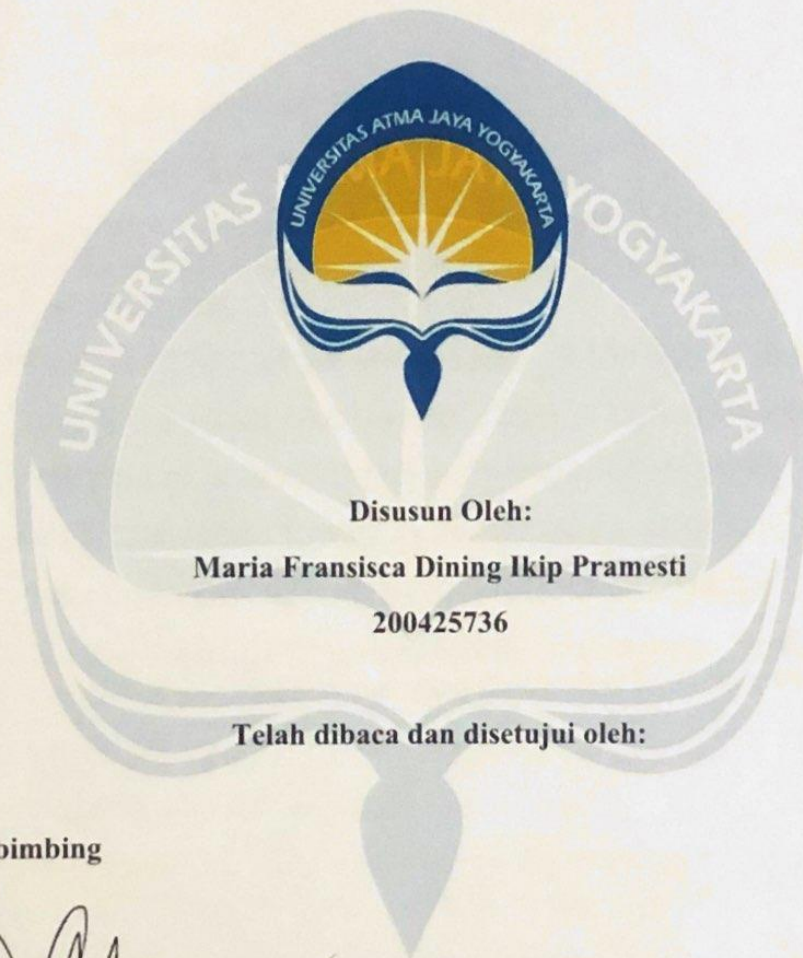 UNIVERSITAS ATMA JAYA YOGYAKARTA
UNIVERSITAS ATMA JAYA YOGYAKARTA
Disusun Oleh:
Maria Fransisca Dining Ikip Pramesti
200425736
Telah dibaca dan disetujui oleh:
bimbing